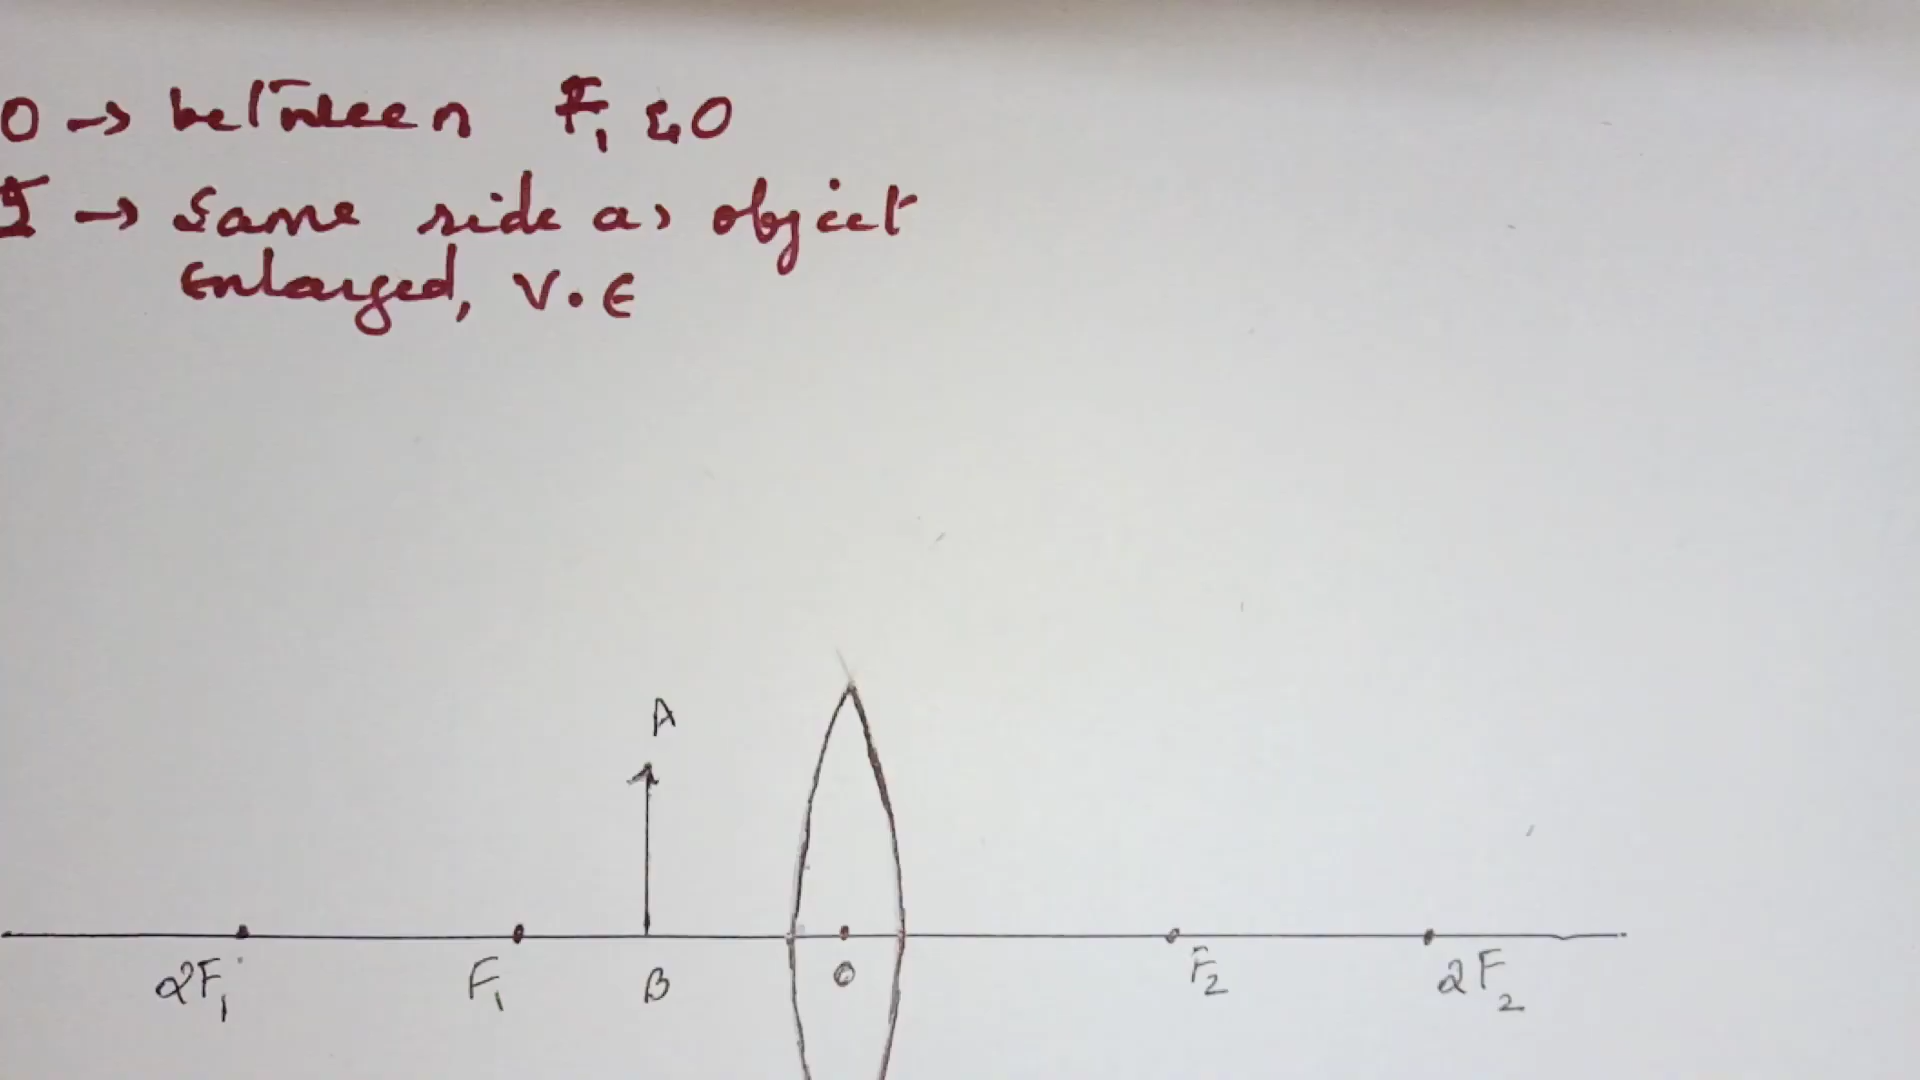 O → between F₁ & O
I → Same side as object
Enlarged, V.E
A
2F₁ F₁ B O F₂ 2F₂